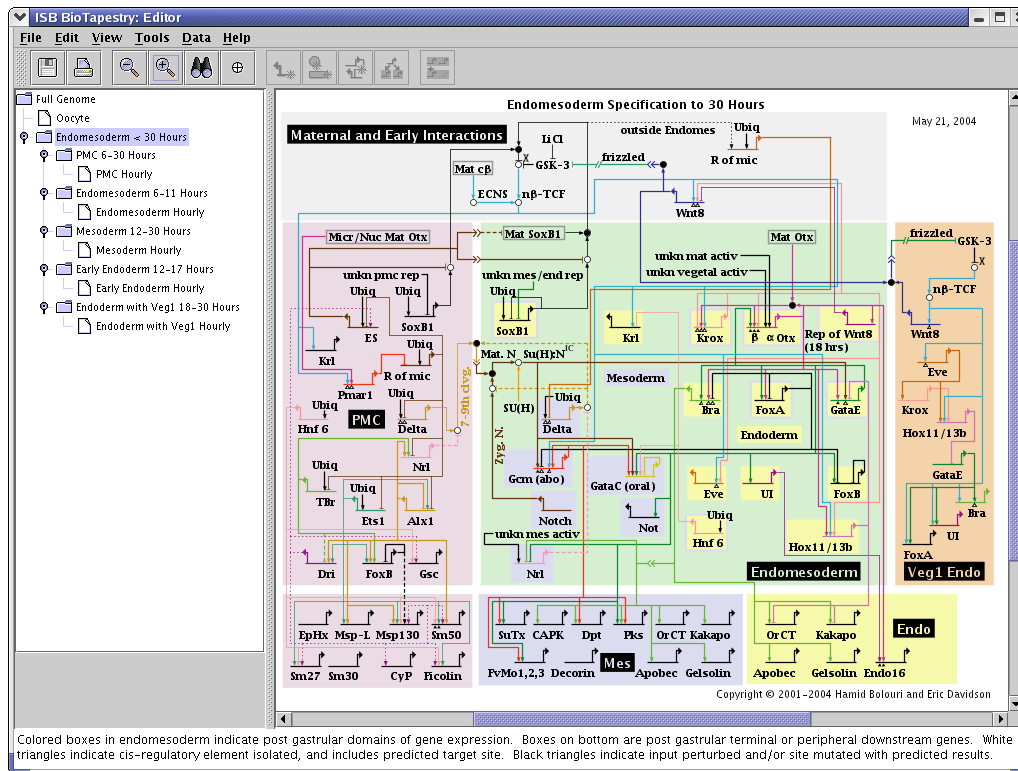 ISB BioTapestry: Editor
File Edit View Tools Data Help
Full Genome
Oocyte
Endomesoderm < 30 Hours
PMC 6-30 Hours
PMC Hourly
Endomesoderm 6-11 Hours
Endomesoderm Hourly
Mesoderm 12-30 Hours
Mesoderm Hourly
Early Endoderm 12-17 Hours
Early Endoderm Hourly
Endoderm with Veg1 18-30 Hours
Endoderm with Veg1 Hourly
Endomesoderm Specification to 30 Hours
May 21, 2004
Maternal and Early Interactions
LiCl
outside Endomes
Ubiq
R of mic
X
GSK-3
frizzled
Mat cβ
ECNS
nβ-TCF
Wnt8
Micr/Nuc Mat Otx
Mat SoxB1
Mat Otx
frizzled
GSK-3
X
nβ-TCF
Wnt8
unkn mat activ
unkn vegetal activ
unkn pmc rep
unkn mes/end rep
Ubiq
Ubiq
Ubiq
ES
SoxB1
SoxB1
Krl
Krox
β α Otx
Rep of Wnt8
(18 hrs)
Eve
Krl
Ubiq
R of mic
Pmar1
Mat. N
Su(H):N
IC
Mesoderm
7-9th clvg.
SU(H)
Ubiq
Ubiq
Hnf 6
PMC
Ubiq
Delta
Delta
Bra
FoxA
GataE
Krox
Hox11/13b
Endoderm
Zyg. N.
Nrl
Gcm (abo)
GataC (oral)
Eve
UI
FoxB
GataE
Ubiq
TBr
Ubiq
Ets1
Alx1
Notch
Not
Ubiq
Hnf 6
Bra
UI
FoxA
unkn mes activ
Hox11/13b
Dri
FoxB
Gsc
Nrl
Endomesoderm
Veg1 Endo
EpHx Msp-L Msp130 Sm50
SuTx CAPK Dpt Pks OrCT Kakapo
OrCT Kakapo
Endo
Mes
Sm27 Sm30 CyP Ficolin
FvMo1,2,3 Decorin Apobec Gelsolin
Apobec Gelsolin Endo16
Copyright © 2001-2004 Hamid Bolouri and Eric Davidson
Colored boxes in endomesoderm indicate post gastrular domains of gene expression. Boxes on bottom are post gastrular terminal or peripheral downstream genes. White
triangles indicate cis-regulatory element isolated, and includes predicted target site. Black triangles indicate input perturbed and/or site mutated with predicted results.